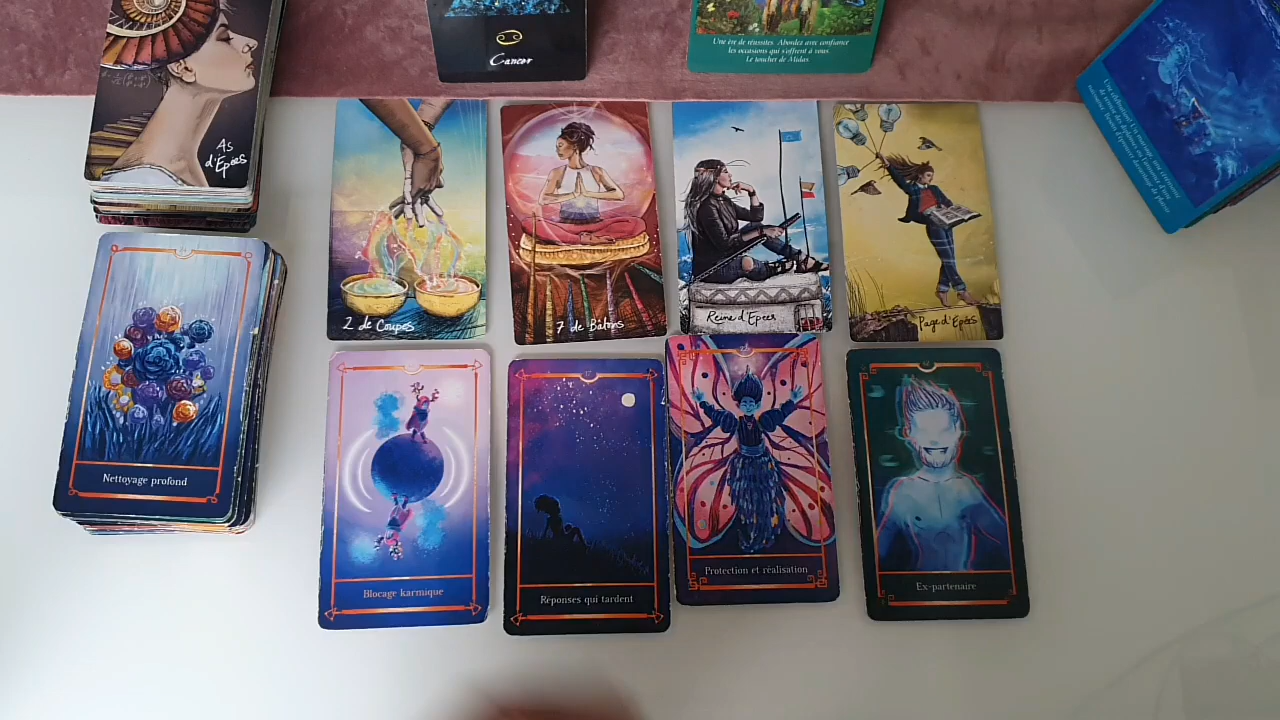 As
d'Epées
Cancer
Une ère de réussites. Abordez avec confiance
les occasions qui s'offrent à vous.
Le toucher de Midas.
2 de Coupes
7 de Bâtons
Reine d'Epées
Page d'Epées
Nettoyage profond
Blocage karmique
Réponses qui tardent
Protection et réalisation
Ex-partenaire